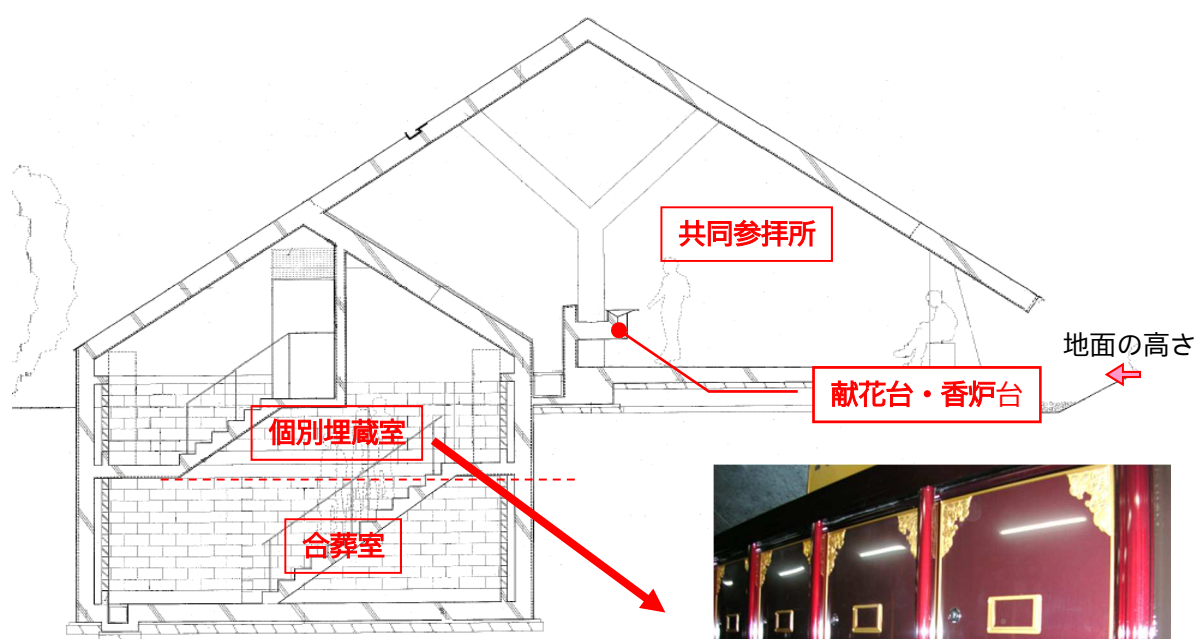 共同参拝所
地面の高さ
献花台・香炉台
個別埋蔵室
合葬室